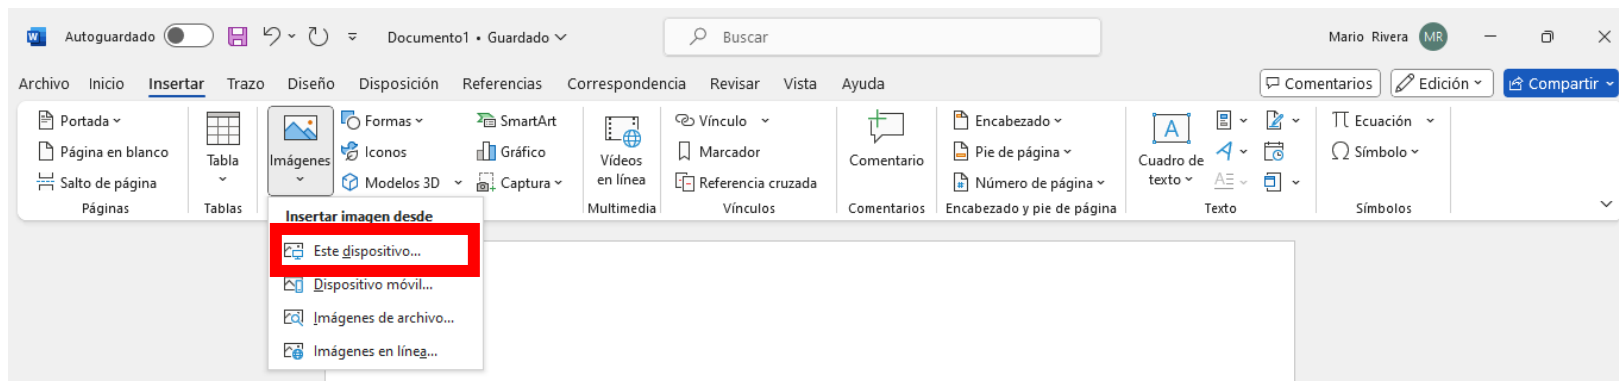 Autoguardado Documento1 • Guardado Buscar Mario Rivera MR
Archivo Inicio Insertar Trazo Diseño Disposición Referencias Correspondencia Revisar Vista Ayuda Comentarios Edición Compartir
Portada
Página en blanco
Salto de página
Páginas
Tabla
Tablas
Imágenes
Formas
Iconos
Modelos 3D
SmartArt
Gráfico
Captura
Vídeos
en línea
Multimedia
Vínculo
Marcador
Referencia cruzada
Vínculos
Comentario
Comentarios
Encabezado
Pie de página
Número de página
Encabezado y pie de página
Cuadro de
texto
Texto
Ecuación
Símbolo
Símbolos
Insertar imagen desde
Este dispositivo...
Dispositivo móvil...
Imágenes de archivo...
Imágenes en línea...